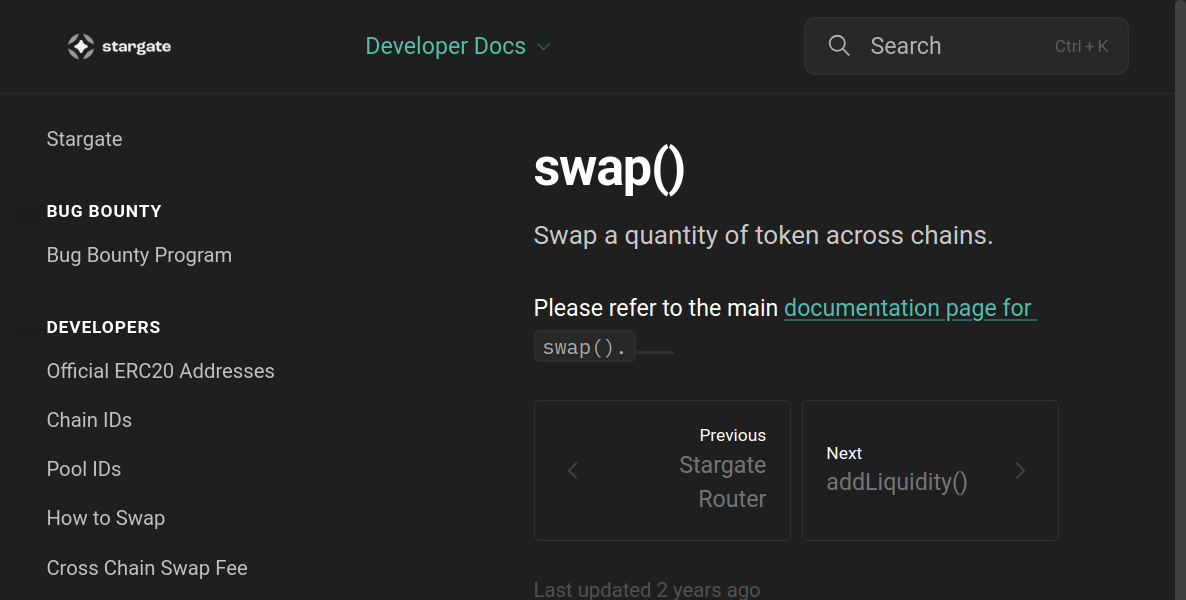 stargate
Developer Docs
Search
Ctrl + K
Stargate
BUG BOUNTY
Bug Bounty Program
DEVELOPERS
Official ERC20 Addresses
Chain IDs
Pool IDs
How to Swap
Cross Chain Swap Fee
swap()
Swap a quantity of token across chains.
Please refer to the main documentation page for
swap().
Previous
Stargate
Router
Next
addLiquidity()
Last updated 2 years ago